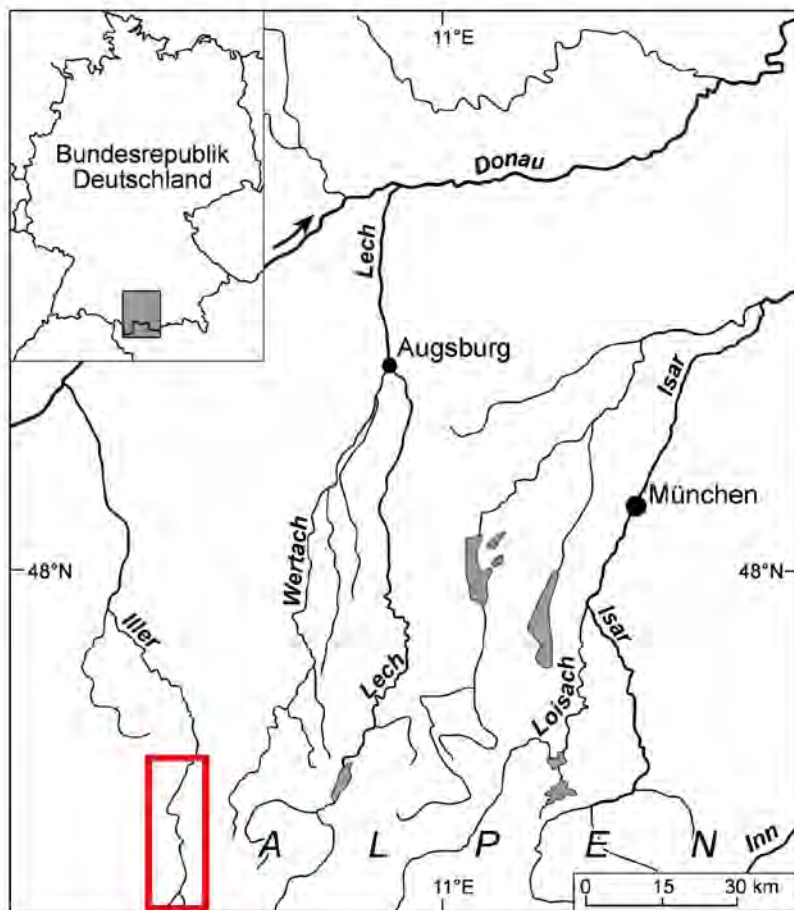 11°E
Bundesrepublik
Deutschland
Donau
Lech
Augsburg
Isar
München
Wertach
48°N
48°N
Iller
Isar
Lech
Loisach
A L P E N
Inn
11°E
0 15 30 km